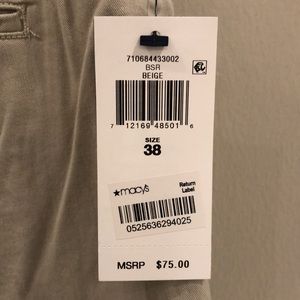 710684433002
BSR
BEIGE
7 12169 48501 6
SIZE
38
★macys
Return
Label
0525636294025
MSRP $75.00